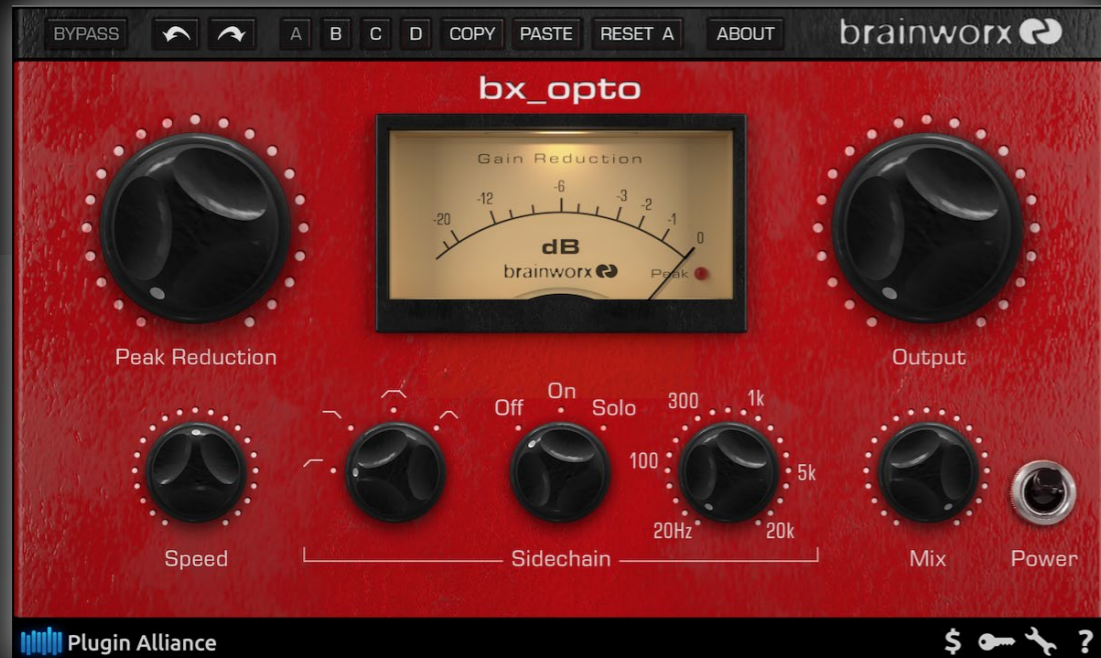 BYPASS A B C D COPY PASTE RESET A ABOUT brainworx
bx_opto
Gain Reduction
-20 -12 -6 -3 -2 -1 0
dB
brainworx Peak
Peak Reduction Output
Off On Solo 300 1k
100 5k
20Hz 20k
Speed Sidechain Mix Power
Plugin Alliance $ ?